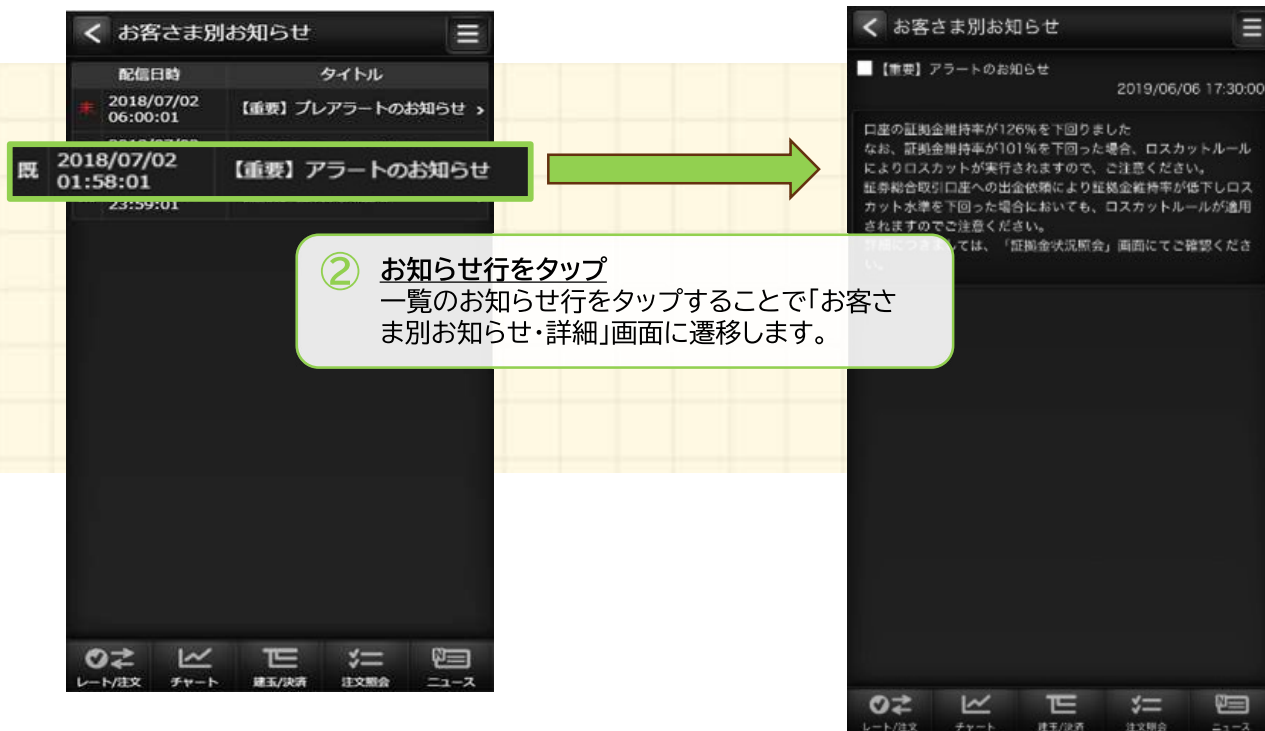 お客さま別お知らせ
配信日時 タイトル
未 2018/07/02 06:00:01 【重要】プレアラートのお知らせ
既 2018/07/02 01:58:01 【重要】アラートのお知らせ
23:59:01
② お知らせ行をタップ
一覧のお知らせ行をタップすることで「お客さ
ま別お知らせ・詳細」画面に遷移します。
レート/注文 チャート 建玉/決済 注文照会 ニュース
お客さま別お知らせ
【重要】アラートのお知らせ
2019/06/06 17:30:00
口座の証拠金維持率が126%を下回りました
なお、証拠金維持率が101%を下回った場合、ロスカットルール
によりロスカットが実行されますので、ご注意ください。
証券総合取引口座への出金依頼により証拠金維持率が低下しロス
カット水準を下回った場合においても、ロスカットルールが適用
されますのでご注意ください。
ては、「証拠金状況照会」画面にてご確認くださ
い。
レート/注文 チャート 建玉/決済 注文照会 ニュース